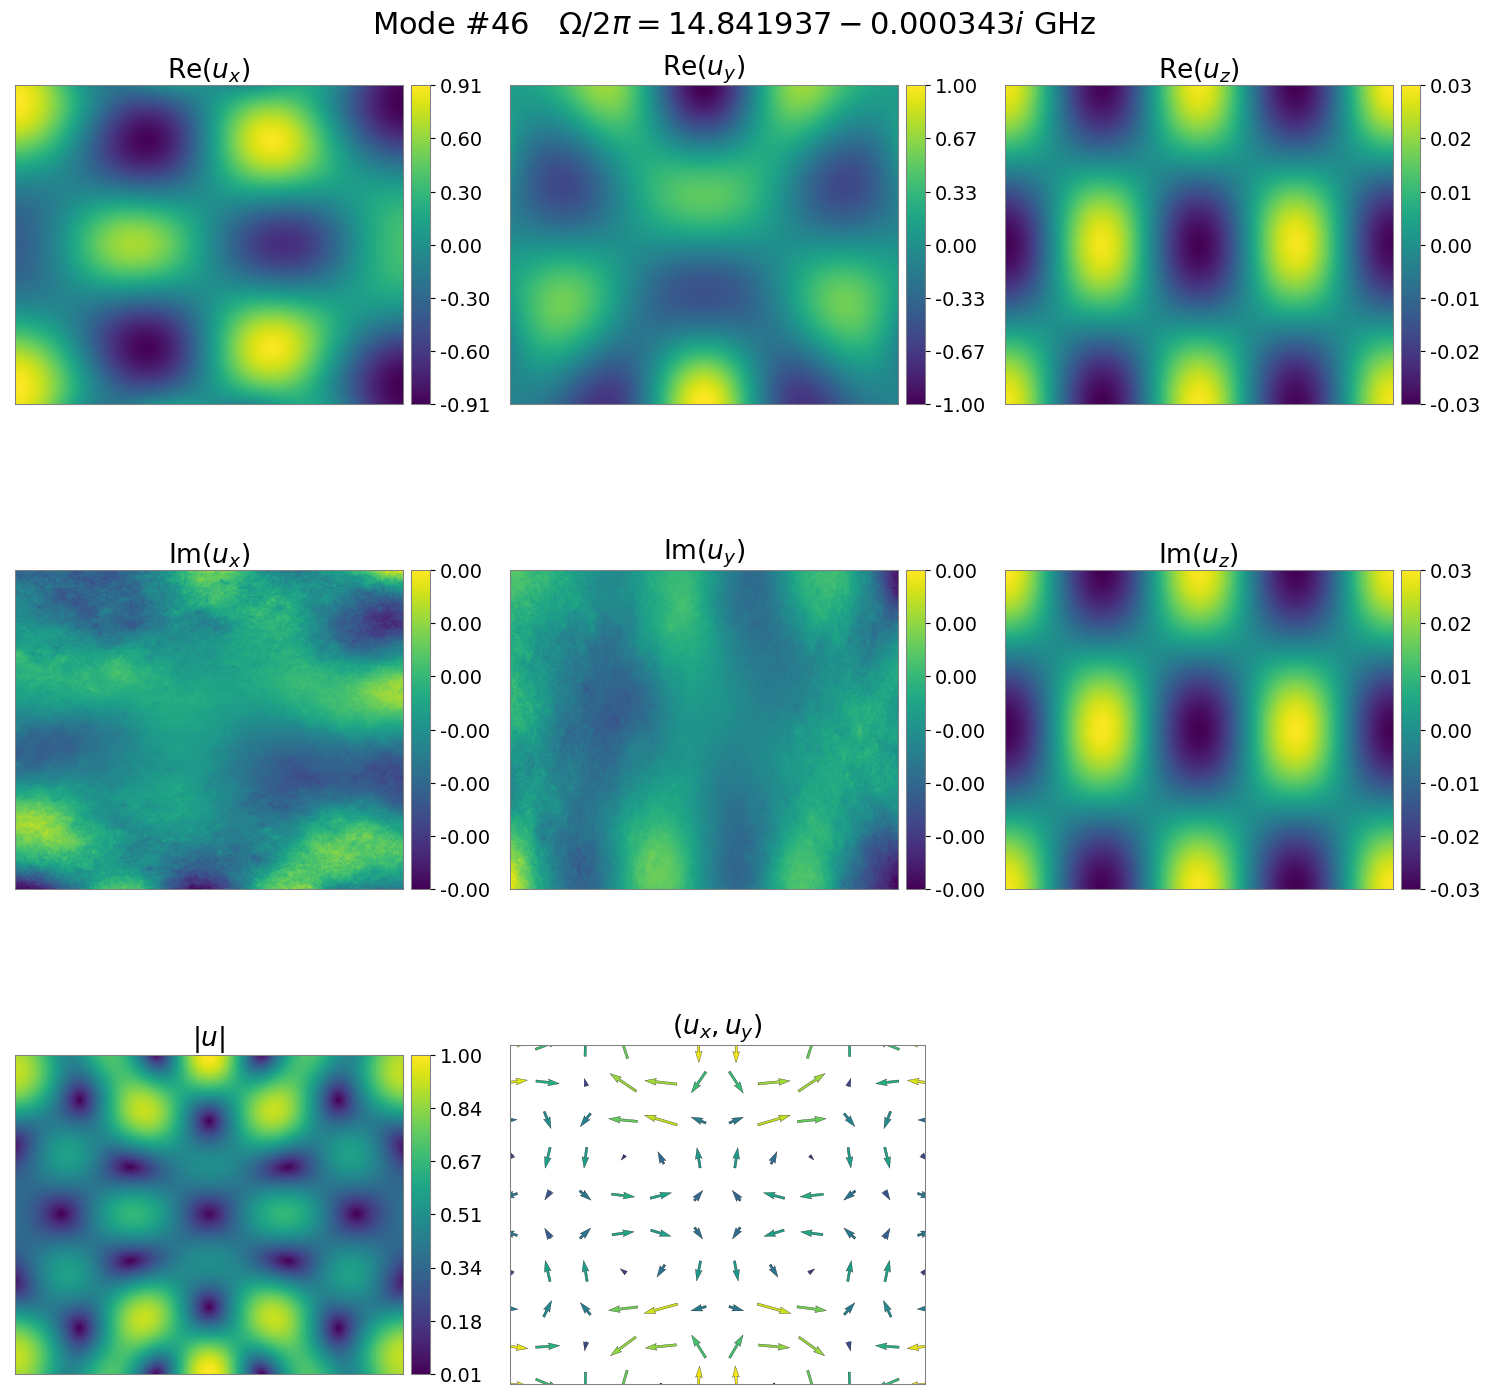 Mode #46 Ω/2π = 14.841937 − 0.000343i GHz
Re(u_x) Re(u_y) Re(u_z)
0.91 1.00 0.03
0.60 0.67 0.02
0.30 0.33 0.01
0.00 0.00 0.00
-0.30 -0.33 -0.01
-0.60 -0.67 -0.02
-0.91 -1.00 -0.03
Im(u_x) Im(u_y) Im(u_z)
0.00 0.00 0.03
0.00 0.00 0.02
0.00 0.00 0.01
-0.00 -0.00 0.00
-0.00 -0.00 -0.01
-0.00 -0.00 -0.02
-0.00 -0.00 -0.03
|u| (u_x, u_y)
1.00
0.84
0.67
0.51
0.34
0.18
0.01